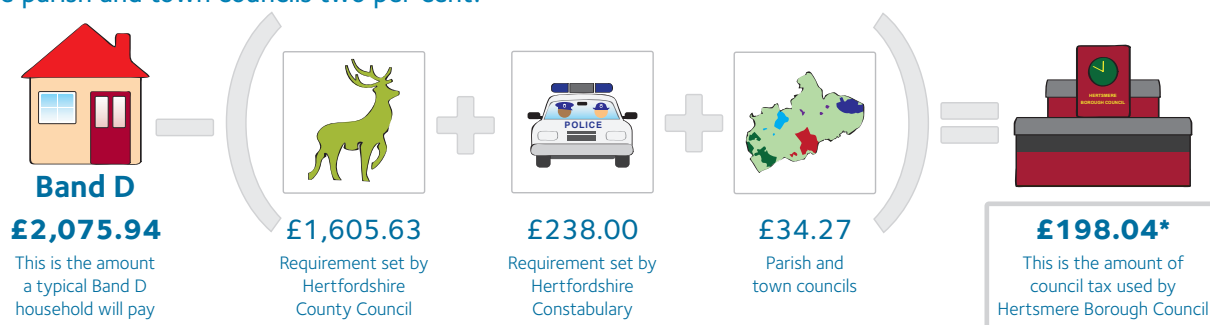 parish and town councils two per cent.
POLICE
HERTSMERE
BOROUGH COUNCIL
Band D
£2,075.94
This is the amount
a typical Band D
household will pay
£1,605.63
Requirement set by
Hertfordshire
County Council
£238.00
Requirement set by
Hertfordshire
Constabulary
£34.27
Parish and
town councils
£198.04*
This is the amount of
council tax used by
Hertsmere Borough Council